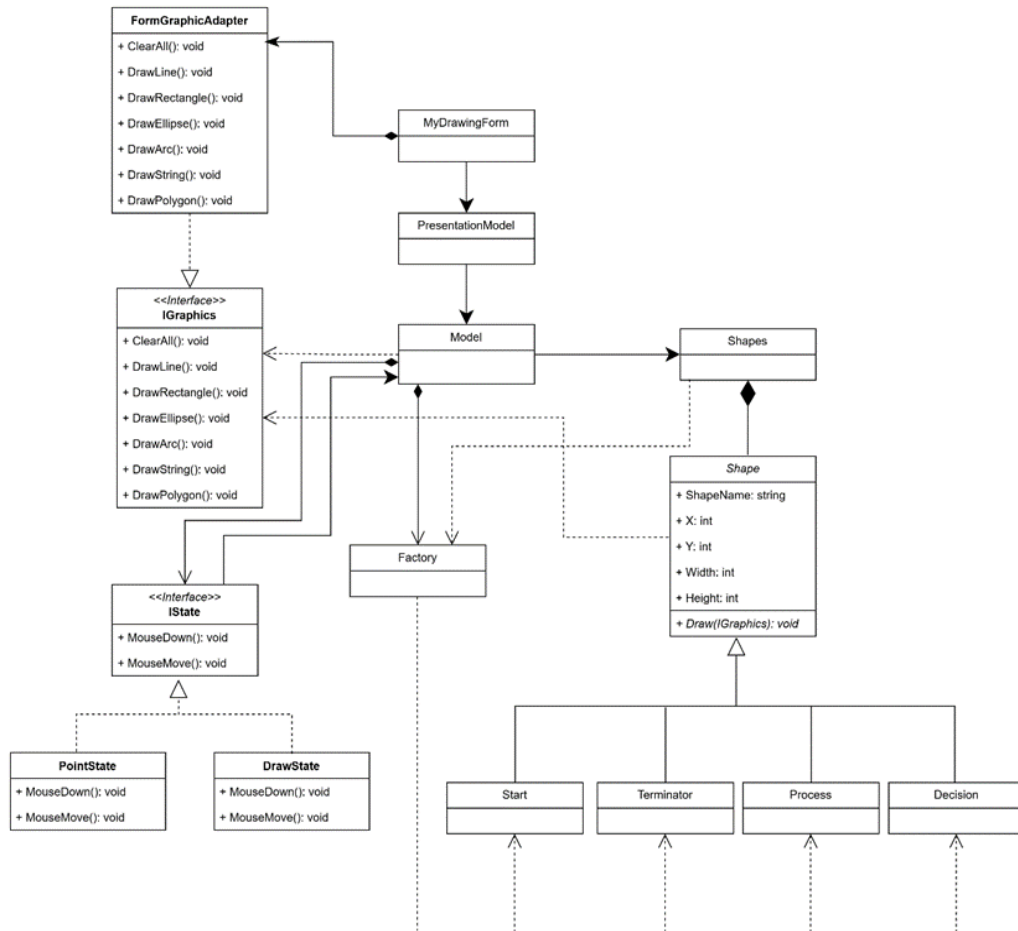 FormGraphicAdapter
+ ClearAll(): void
+ DrawLine(): void
+ DrawRectangle(): void
+ DrawEllipse(): void
+ DrawArc(): void
+ DrawString(): void
+ DrawPolygon(): void
MyDrawingForm
PresentationModel
<<Interface>>
IGraphics
+ ClearAll(): void
+ DrawLine(): void
+ DrawRectangle(): void
+ DrawEllipse(): void
+ DrawArc(): void
+ DrawString(): void
+ DrawPolygon(): void
Model
Shapes
Shape
+ ShapeName: string
+ X: int
+ Y: int
+ Width: int
+ Height: int
+ Draw(IGraphics): void
Factory
<<Interface>>
IState
+ MouseDown(): void
+ MouseMove(): void
PointState
+ MouseDown(): void
+ MouseMove(): void
DrawState
+ MouseDown(): void
+ MouseMove(): void
Start
Terminator
Process
Decision